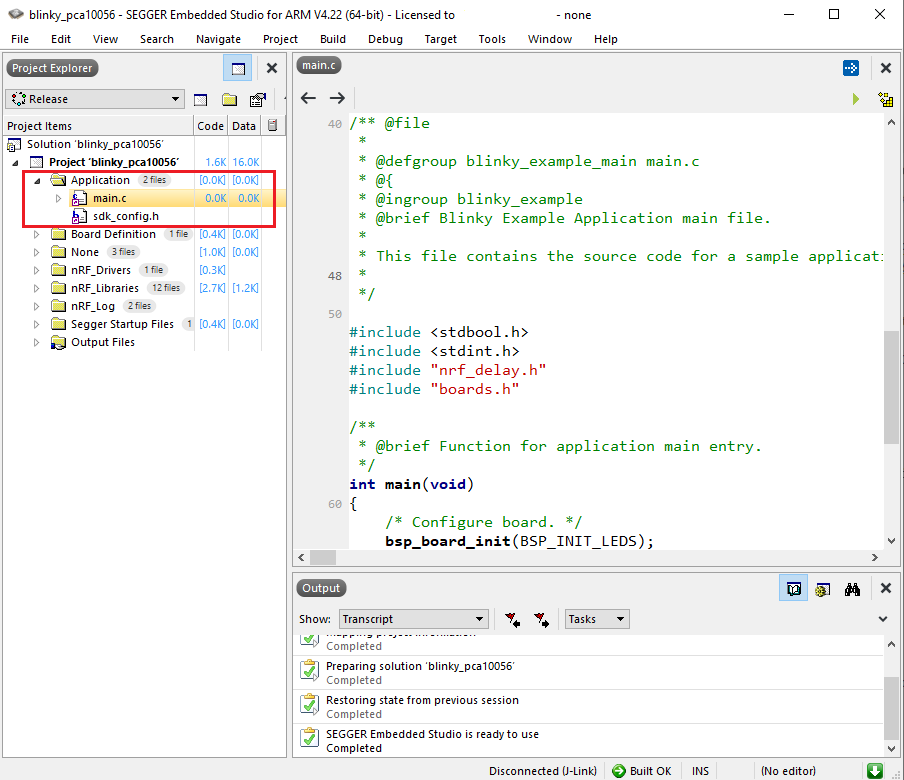 blinky_pca10056 - SEGGER Embedded Studio for ARM V4.22 (64-bit) - Licensed to - none
File Edit View Search Navigate Project Build Debug Target Tools Window Help
Project Explorer
Release
Project Items Code Data
Solution 'blinky_pca10056'
Project 'blinky_pca10056' 1.6K 16.0K
Application 2 files [0.0K] [0.0K]
main.c 0.0K 0.0K
sdk_config.h
Board Definition 1 file [0.4K] [0.0K]
None 3 files [1.0K] [0.0K]
nRF_Drivers 1 file [0.3K]
nRF_Libraries 12 files [2.7K] [1.2K]
nRF_Log 2 files
Segger Startup Files 1 [0.4K] [0.0K]
Output Files
main.c
40 /** @file
*
* @defgroup blinky_example_main main.c
* @{
* @ingroup blinky_example
* @brief Blinky Example Application main file.
*
* This file contains the source code for a sample applicati
48 *
*/
50
#include <stdbool.h>
#include <stdint.h>
#include "nrf_delay.h"
#include "boards.h"
/**
* @brief Function for application main entry.
*/
int main(void)
60 {
/* Configure board. */
bsp_board_init(BSP_INIT_LEDS);
Output
Show: Transcript Tasks
Mapping project information
Completed
Preparing solution 'blinky_pca10056'
Completed
Restoring state from previous session
Completed
SEGGER Embedded Studio is ready to use
Completed
Disconnected (J-Link) Built OK INS (No editor)